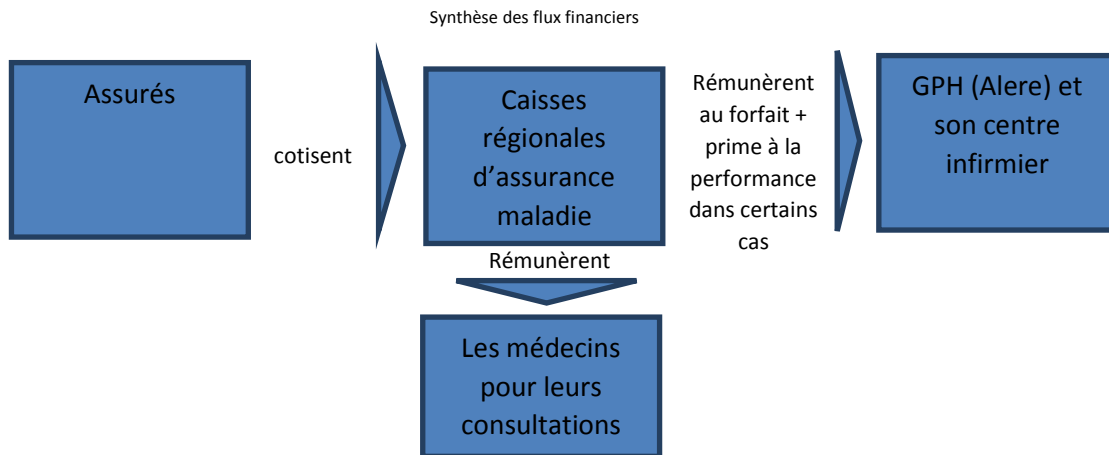 Synthèse des flux financiers
Assurés
cotisent
Caisses
régionales
d’assurance
maladie
Rémunèrent
au forfait +
prime à la
performance
dans certains
cas
GPH (Alere) et
son centre
infirmier
Rémunèrent
Les médecins
pour leurs
consultations